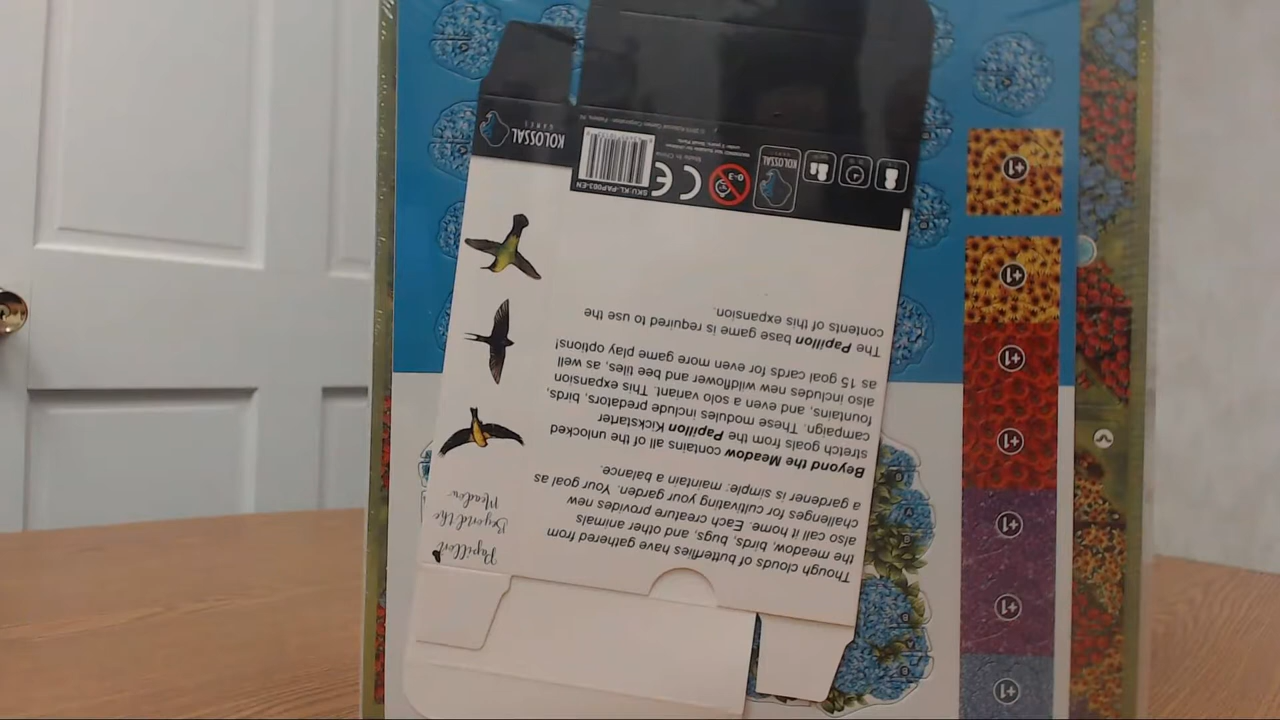 Papillon
Beyond the
Meadow
Though clouds of butterflies have gathered from
the meadow, birds, bugs, and other animals
also call it home. Each creature provides new
challenges for cultivating your garden. Your goal as
a gardener is simple: maintain a balance.
Beyond the Meadow contains all of the unlocked
stretch goals from the Papillon Kickstarter
campaign. These modules include predators, birds,
fountains, and even a solo variant. This expansion
also includes new wildflower and bee tiles, as well
as 15 goal cards for even more game play options!
The Papillon base game is required to use the
contents of this expansion.
KOLOSSAL
GAMES
0-3
CE
SKU: KL-PAP003-EN
KOLOSSAL
GAMES
+1
+1
+1
+1
+1
+1
+1